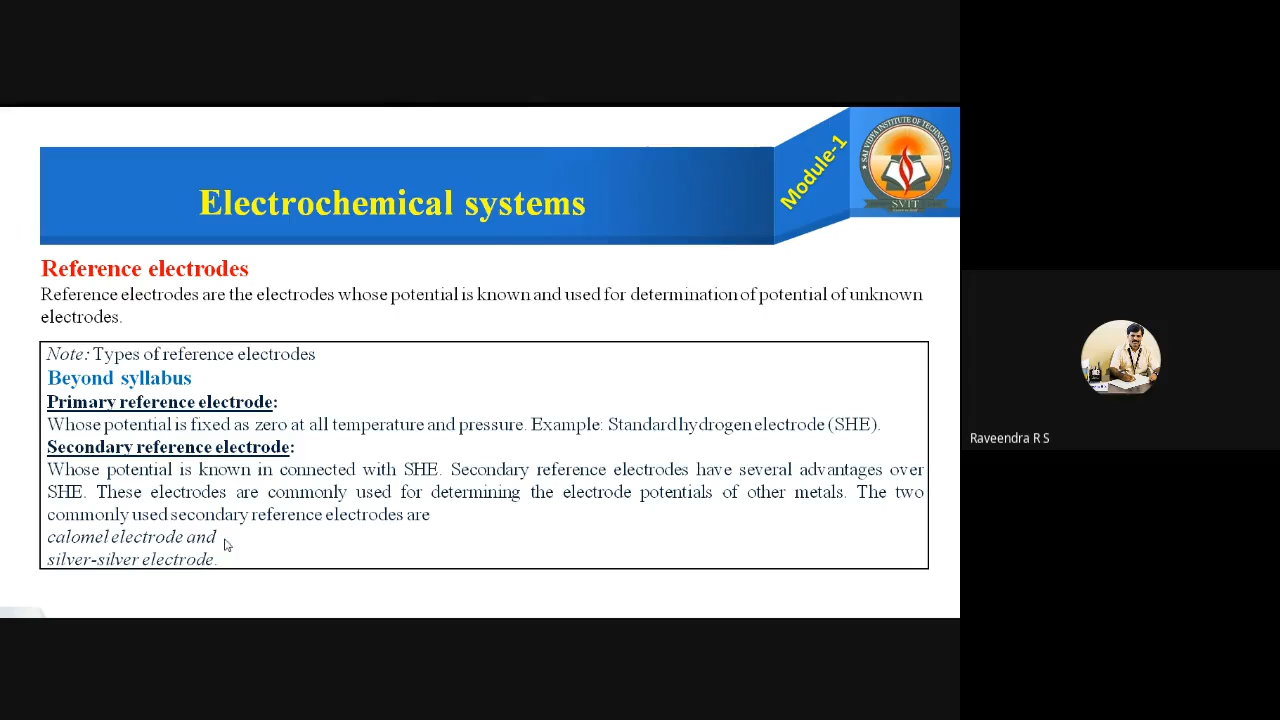 Module-1
SAI VIDYA INSTITUTE OF TECHNOLOGY
SVIT
Electrochemical systems
Reference electrodes
Reference electrodes are the electrodes whose potential is known and used for determination of potential of unknown
electrodes.
Note: Types of reference electrodes
Beyond syllabus
Primary reference electrode:
Whose potential is fixed as zero at all temperature and pressure. Example: Standard hydrogen electrode (SHE).
Secondary reference electrode:
Whose potential is known in connected with SHE. Secondary reference electrodes have several advantages over
SHE. These electrodes are commonly used for determining the electrode potentials of other metals. The two
commonly used secondary reference electrodes are
calomel electrode and
silver-silver electrode.
Raveendra R S